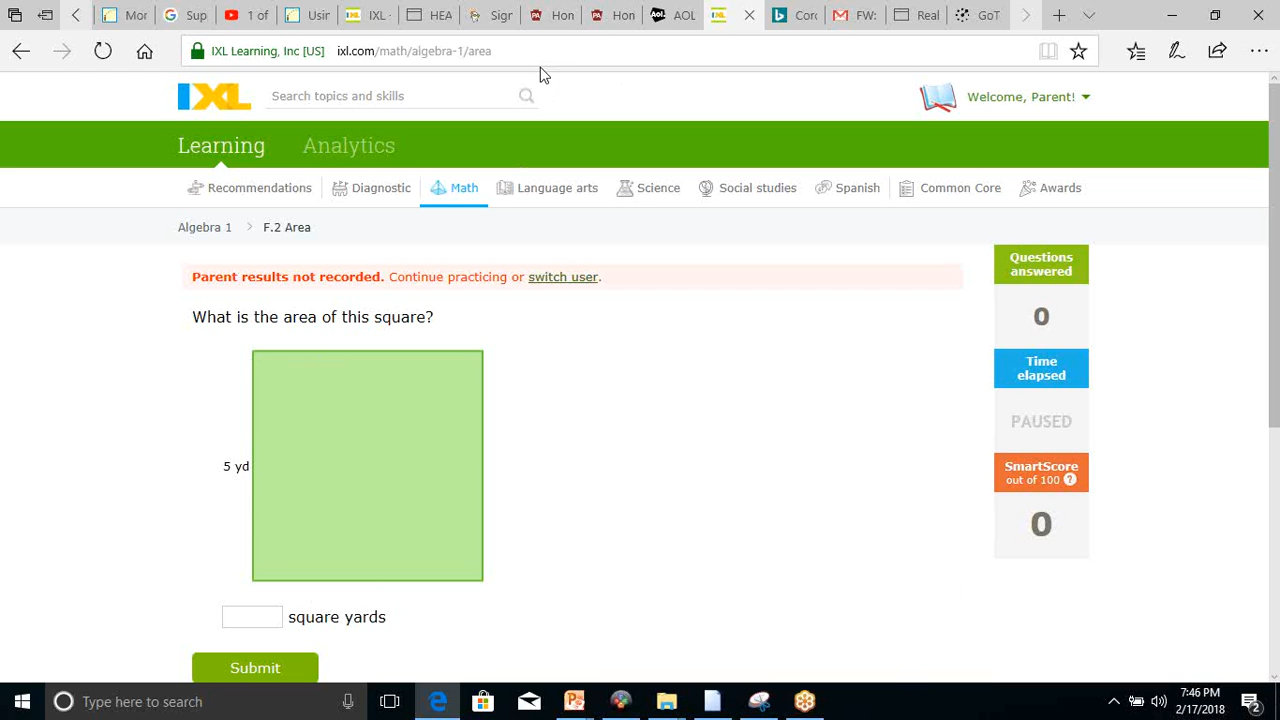 Mor
Sup
1 of
Usir
IXL -
HEA
Sign
Hon
Hon
AOL
Corc
FW:
Real
GoT
IXL Learning, Inc [US] ixl.com/math/algebra-1/area
IXL
Search topics and skills
Welcome, Parent!
Learning
Analytics
Recommendations
Diagnostic
Math
Language arts
Science
Social studies
Spanish
Common Core
Awards
Algebra 1 > F.2 Area
Parent results not recorded. Continue practicing or switch user.
What is the area of this square?
5 yd
square yards
Submit
Questions
answered
0
Time
elapsed
PAUSED
SmartScore
out of 100 ?
0
Type here to search
7:46 PM
2/17/2018
2